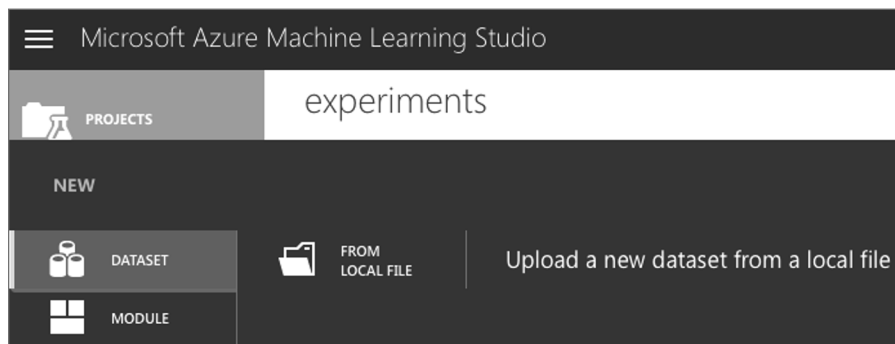 Microsoft Azure Machine Learning Studio
PROJECTS
experiments
NEW
DATASET
FROM
LOCAL FILE
Upload a new dataset from a local file
MODULE